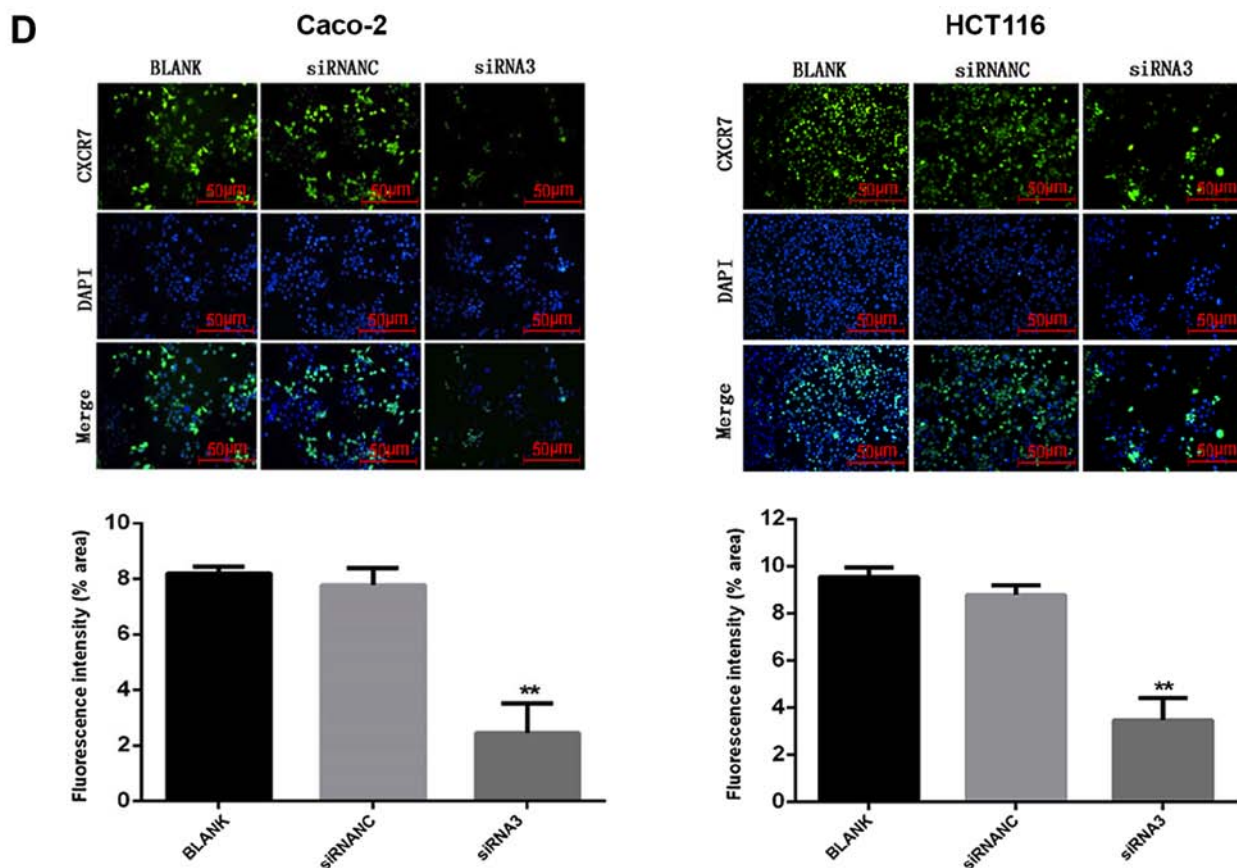 D
Caco-2
BLANK siRNANC siRNA3
CXCR7
50μm 50μm 50μm
DAPI
50μm 50μm 50μm
Merge
50μm 50μm 50μm
Fluorescence intensity (% area)
10
8
6
4
2
0
**
BLANK siRNANC siRNA3
HCT116
BLANK siRNANC siRNA3
CXCR7
50μm 50μm 50μm
DAPI
50μm 50μm 50μm
Merge
50μm 50μm 50μm
Fluorescence intensity (% area)
12
10
8
6
4
2
0
**
BLANK siRNANC siRNA3